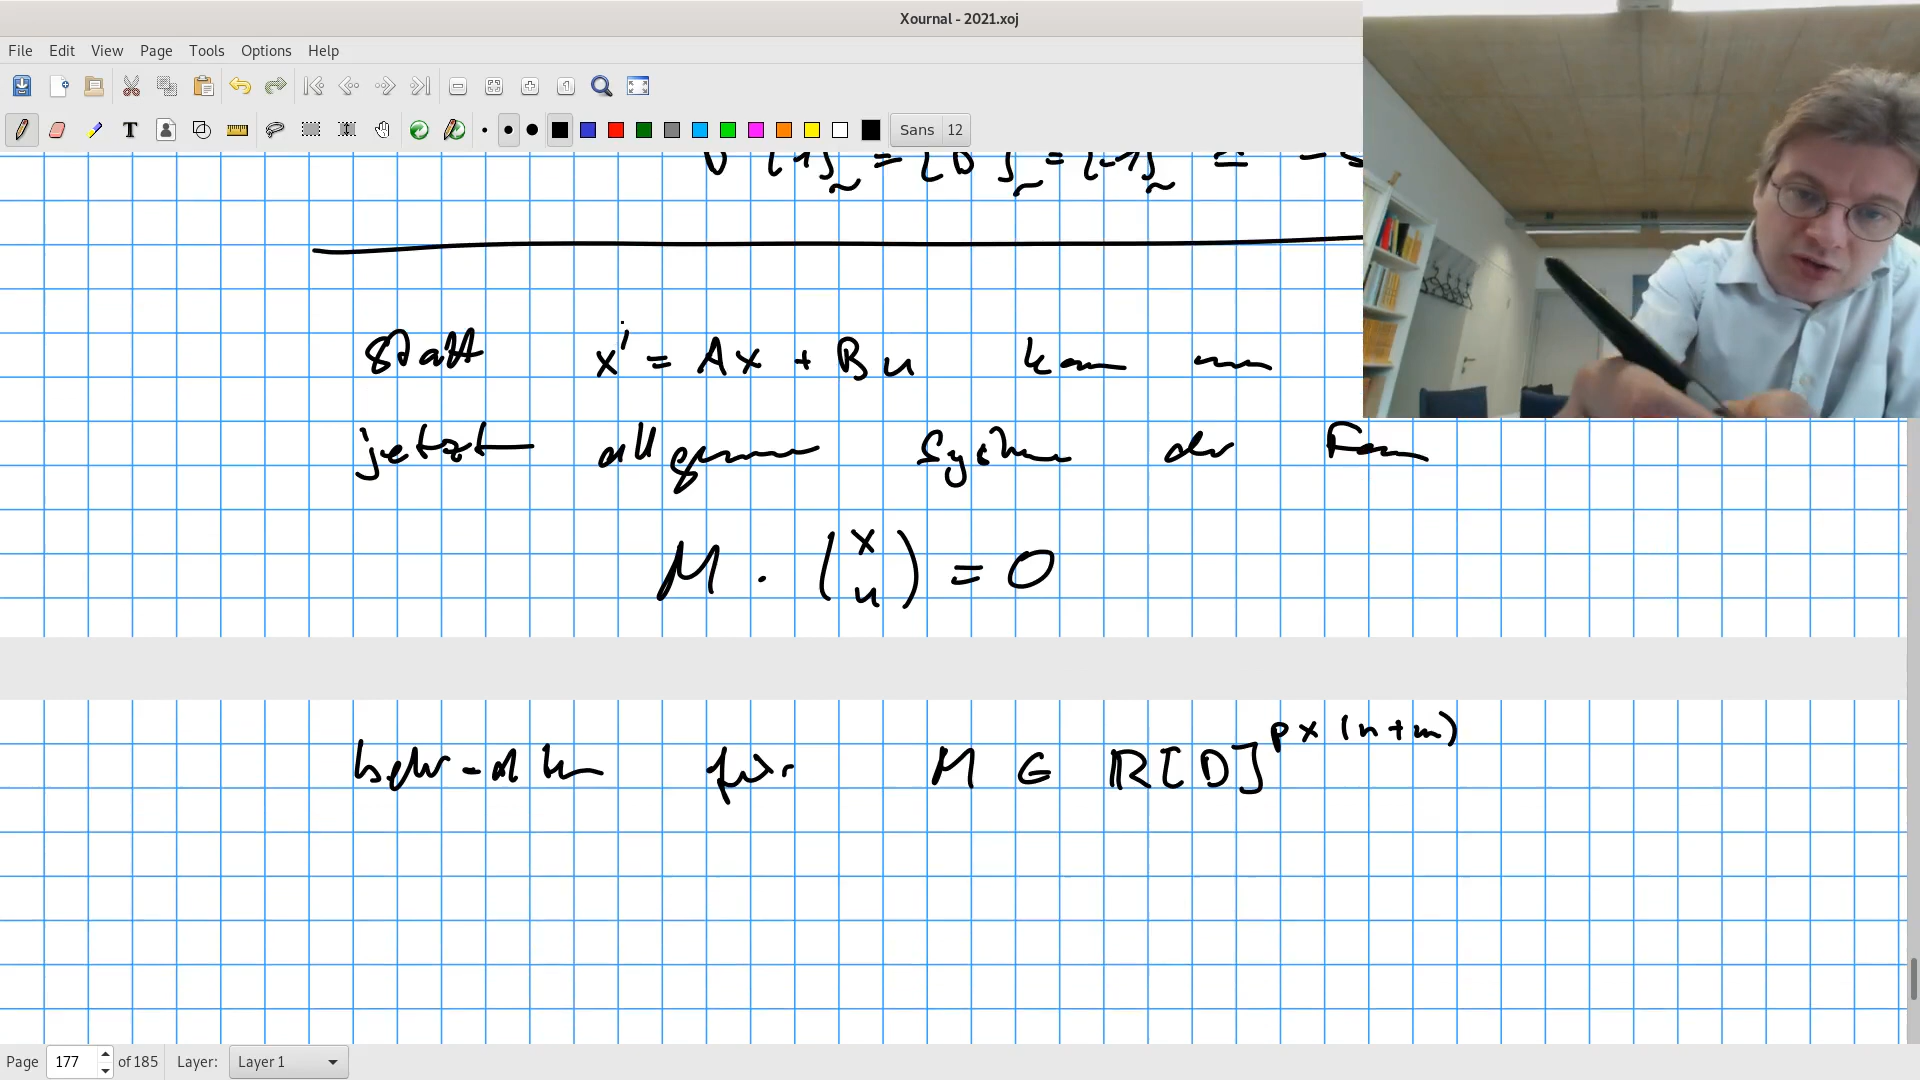 Xournal - 2021.xoj
File Edit View Page Tools Options Help
Sans 12
statt x' = Ax + Bu kann man
jetzt allgemeine Systeme der Form
M · (x u) = 0
betrachten für M ∈ ℝ[D]^{p×(n+m)}
Page 177 of 185 Layer: Layer 1